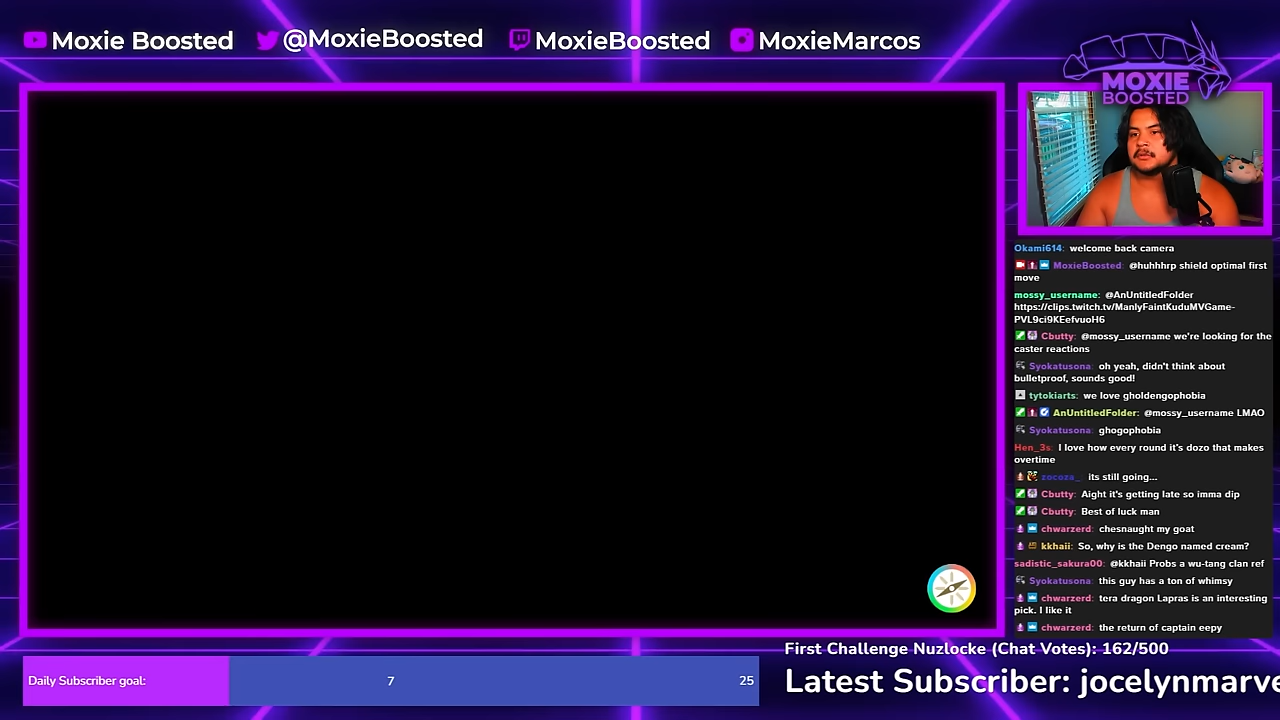 Moxie Boosted
@MoxieBoosted
MoxieBoosted
MoxieMarcos
MOXIE
BOOSTED
Okami614: welcome back camera
MoxieBoosted: @huhhhrp shield optimal first
move
mossy_username: @AnUntitledFolder
https://clips.twitch.tv/ManlyFaintKuduMVGame-
PVL9ci9KEefvuoH6
Cbutty: @mossy_username we're looking for the
caster reactions
Syokatusona: oh yeah, didn't think about
bulletproof, sounds good!
tytokiarts: we love gholdengophobia
AnUntitledFolder: @mossy_username LMAO
Syokatusona: ghogophobia
Hen_3s: I love how every round it's dozo that makes
overtime
zocoza_: its still going...
Cbutty: Aight it's getting late so imma dip
Cbutty: Best of luck man
chwarzerd: chesnaught my goat
kkhaii: So, why is the Dengo named cream?
sadistic_sakura00: @kkhaii Probs a wu-tang clan ref
Syokatusona: this guy has a ton of whimsy
chwarzerd: tera dragon Lapras is an interesting
pick. I like it
chwarzerd: the return of captain eepy
First Challenge Nuzlocke (Chat Votes): 162/500
Daily Subscriber goal: 7 25
Latest Subscriber: jocelynmarve